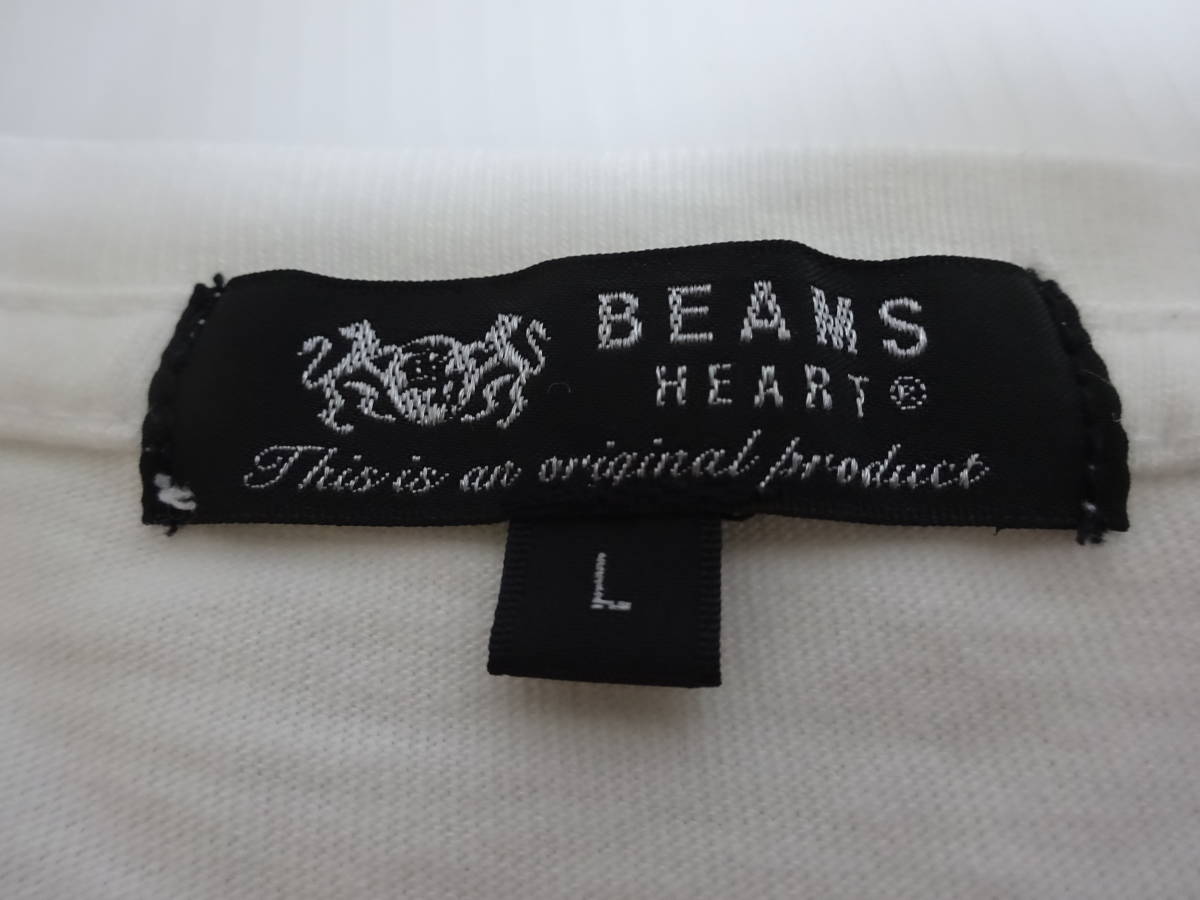 BEAMS
HEART®
This is an original product
L